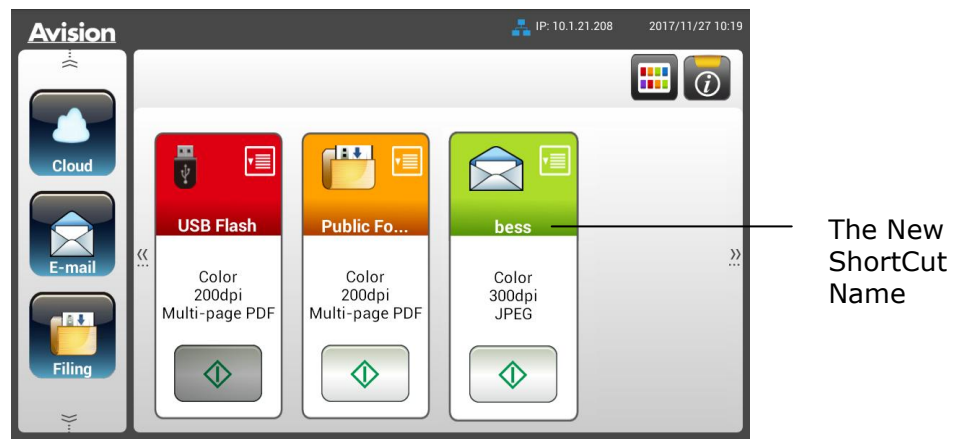 Avision
IP: 10.1.21.208
2017/11/27 10:19
Cloud
E-mail
Filing
USB Flash
Color
200dpi
Multi-page PDF
Public Fo...
Color
200dpi
Multi-page PDF
bess
Color
300dpi
JPEG
The New
ShortCut
Name